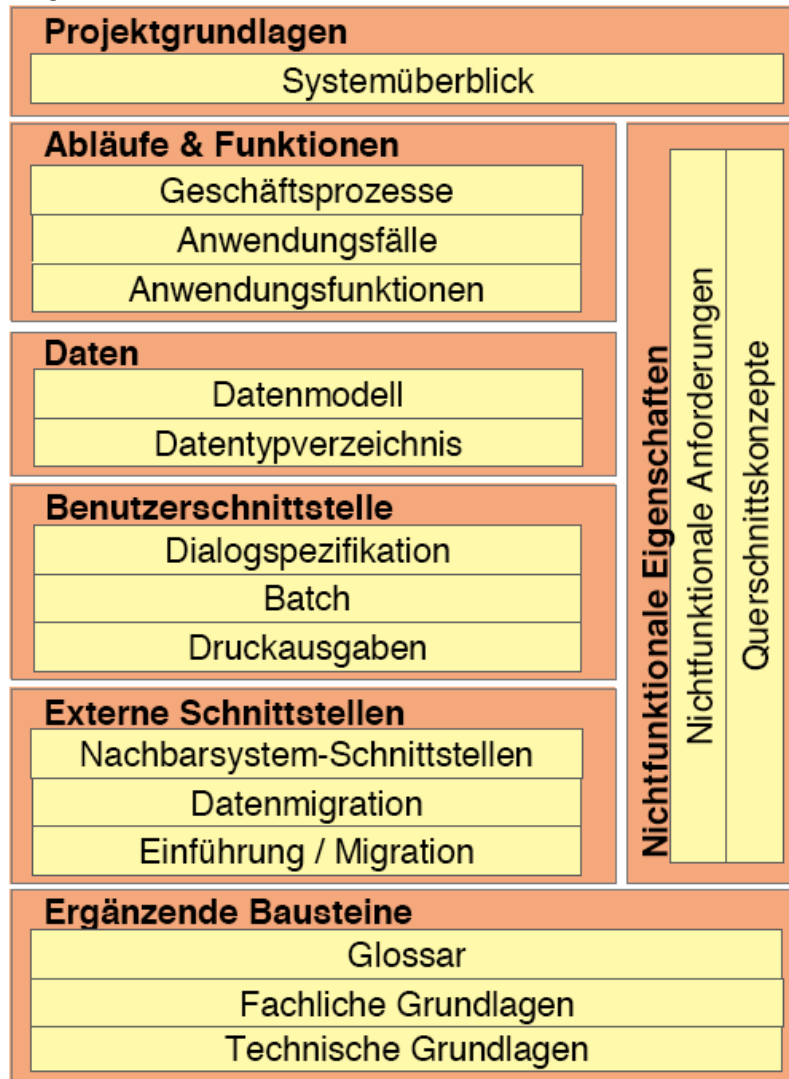 Projektgrundlagen
Systemüberblick
Abläufe & Funktionen
Geschäftsprozesse
Anwendungsfälle
Anwendungsfunktionen
Daten
Datenmodell
Datentypverzeichnis
Benutzerschnittstelle
Dialogspezifikation
Batch
Druckausgaben
Externe Schnittstellen
Nachbarsystem-Schnittstellen
Datenmigration
Einführung / Migration
Nichtfunktionale Eigenschaften
Nichtfunktionale Anforderungen
Querschnittskonzepte
Ergänzende Bausteine
Glossar
Fachliche Grundlagen
Technische Grundlagen